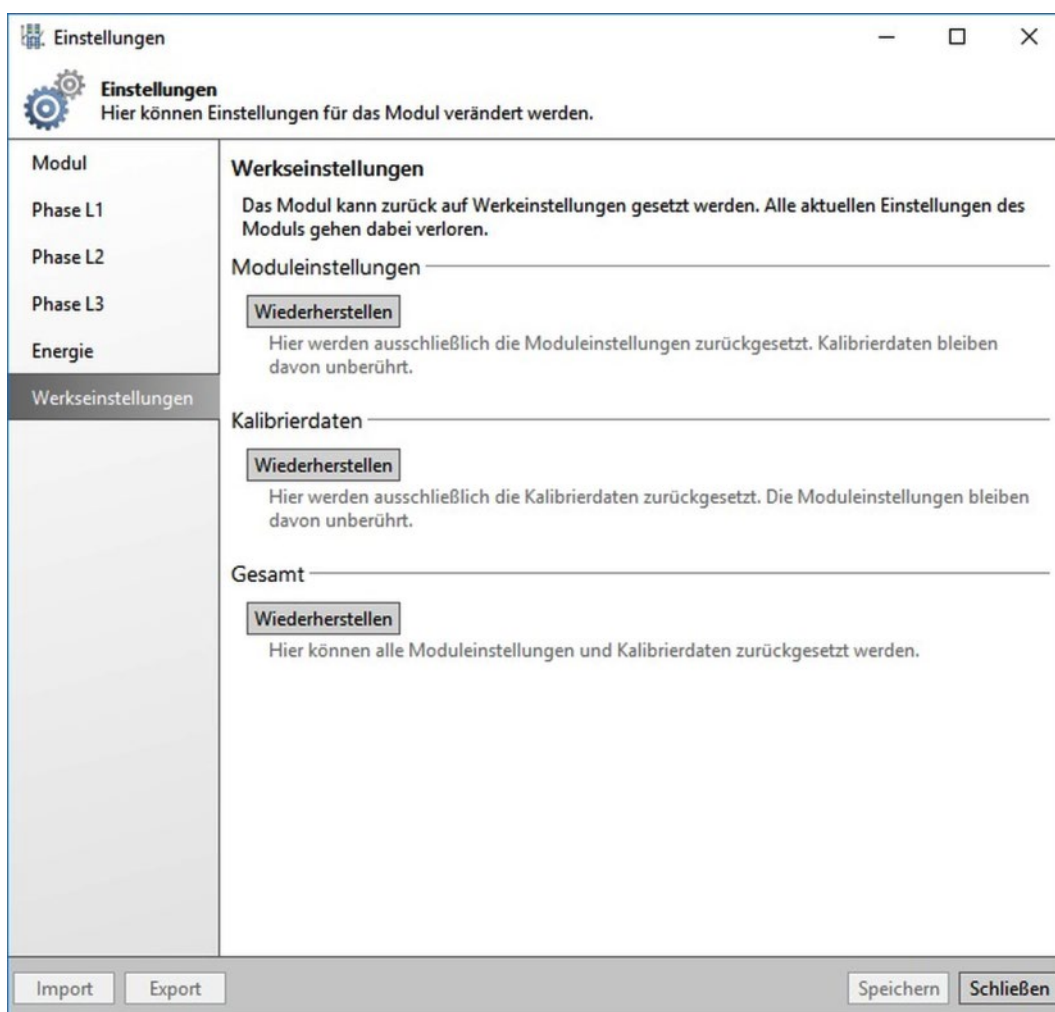 Einstellungen
Einstellungen
Hier können Einstellungen für das Modul verändert werden.
Modul
Phase L1
Phase L2
Phase L3
Energie
Werkseinstellungen
Werkseinstellungen
Das Modul kann zurück auf Werkeinstellungen gesetzt werden. Alle aktuellen Einstellungen des
Moduls gehen dabei verloren.
Moduleinstellungen
Wiederherstellen
Hier werden ausschließlich die Moduleinstellungen zurückgesetzt. Kalibrierdaten bleiben
davon unberührt.
Kalibrierdaten
Wiederherstellen
Hier werden ausschließlich die Kalibrierdaten zurückgesetzt. Die Moduleinstellungen bleiben
davon unberührt.
Gesamt
Wiederherstellen
Hier können alle Moduleinstellungen und Kalibrierdaten zurückgesetzt werden.
Import
Export
Speichern
Schließen